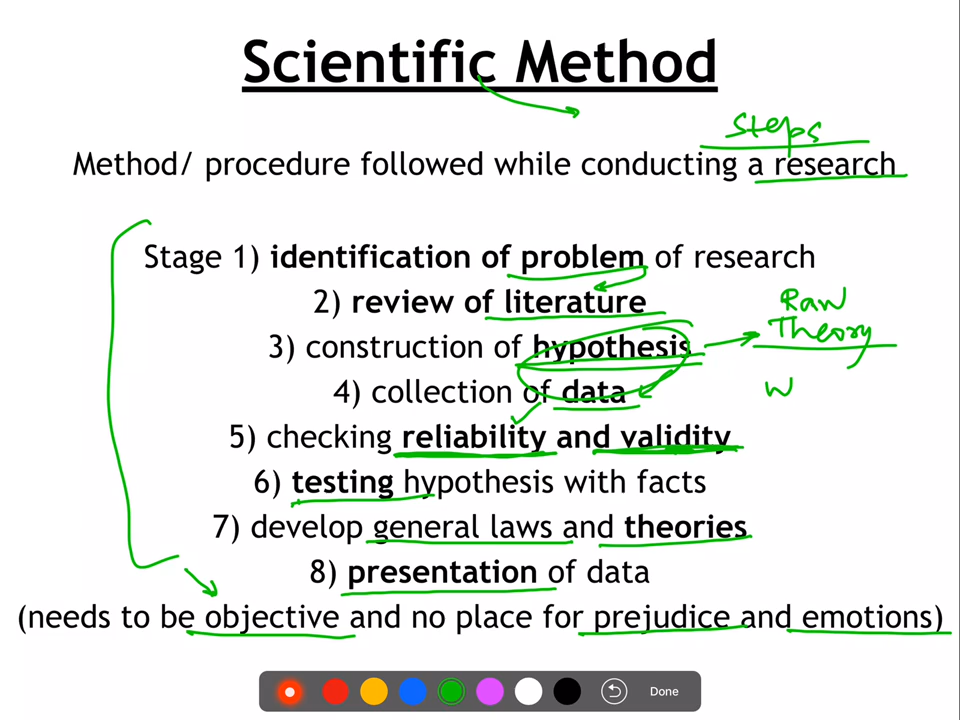 Scientific Method
Steps
Method/ procedure followed while conducting a research
Stage 1) identification of problem of research
2) review of literature
Raw
Theory
3) construction of hypothesis
4) collection of data
W
5) checking reliability and validity
6) testing hypothesis with facts
7) develop general laws and theories
8) presentation of data
(needs to be objective and no place for prejudice and emotions)
Done